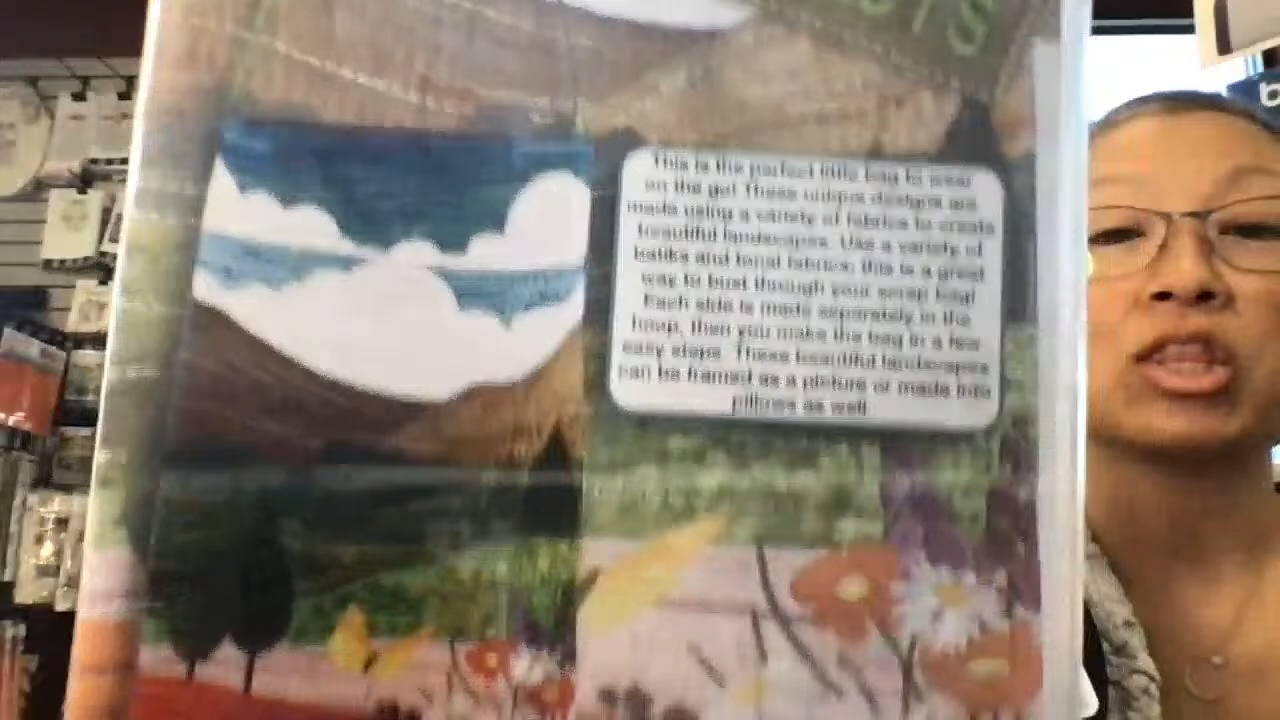 This is the perfect little bag to wear
on the go! These unique designs are
made using a variety of fabrics to create
beautiful landscapes. Use a variety of
batiks and tonal fabrics; this is a great
way to bust through your scrap bag!
Each side is made separately in the
hoop, then you make the bag in a few
easy steps. These beautiful landscapes
can be framed as a picture or made into
pillows as well.